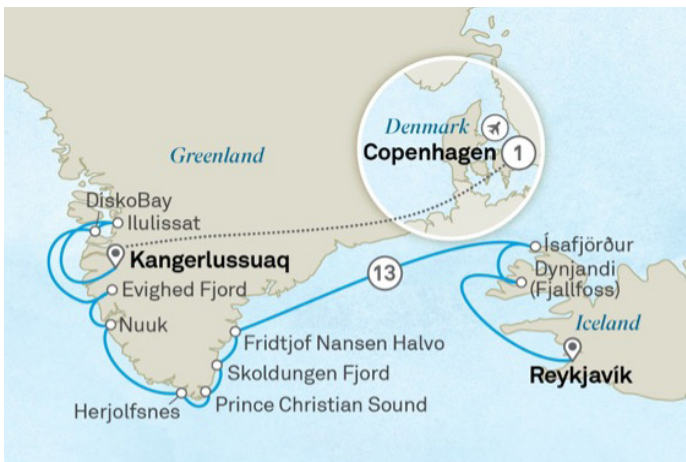 Denmark
Copenhagen 1
Greenland
DiskoBay
Ilulissat
Kangerlussuaq
Evighed Fjord
Nuuk
Herjolfsnes
Prince Christian Sound
Skoldungen Fjord
Fridtjof Nansen Halvo
13
Ísafjörður
Dynjandi
(Fjallfoss)
Iceland
Reykjavík